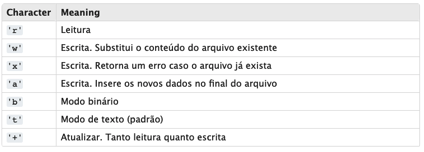 Character Meaning
'r' Leitura
'w' Escrita. Substitui o conteúdo do arquivo existente
'x' Escrita. Retorna um erro caso o arquivo já exista
'a' Escrita. Insere os novos dados no final do arquivo
'b' Modo binário
't' Modo de texto (padrão)
'+' Atualizar. Tanto leitura quanto escrita